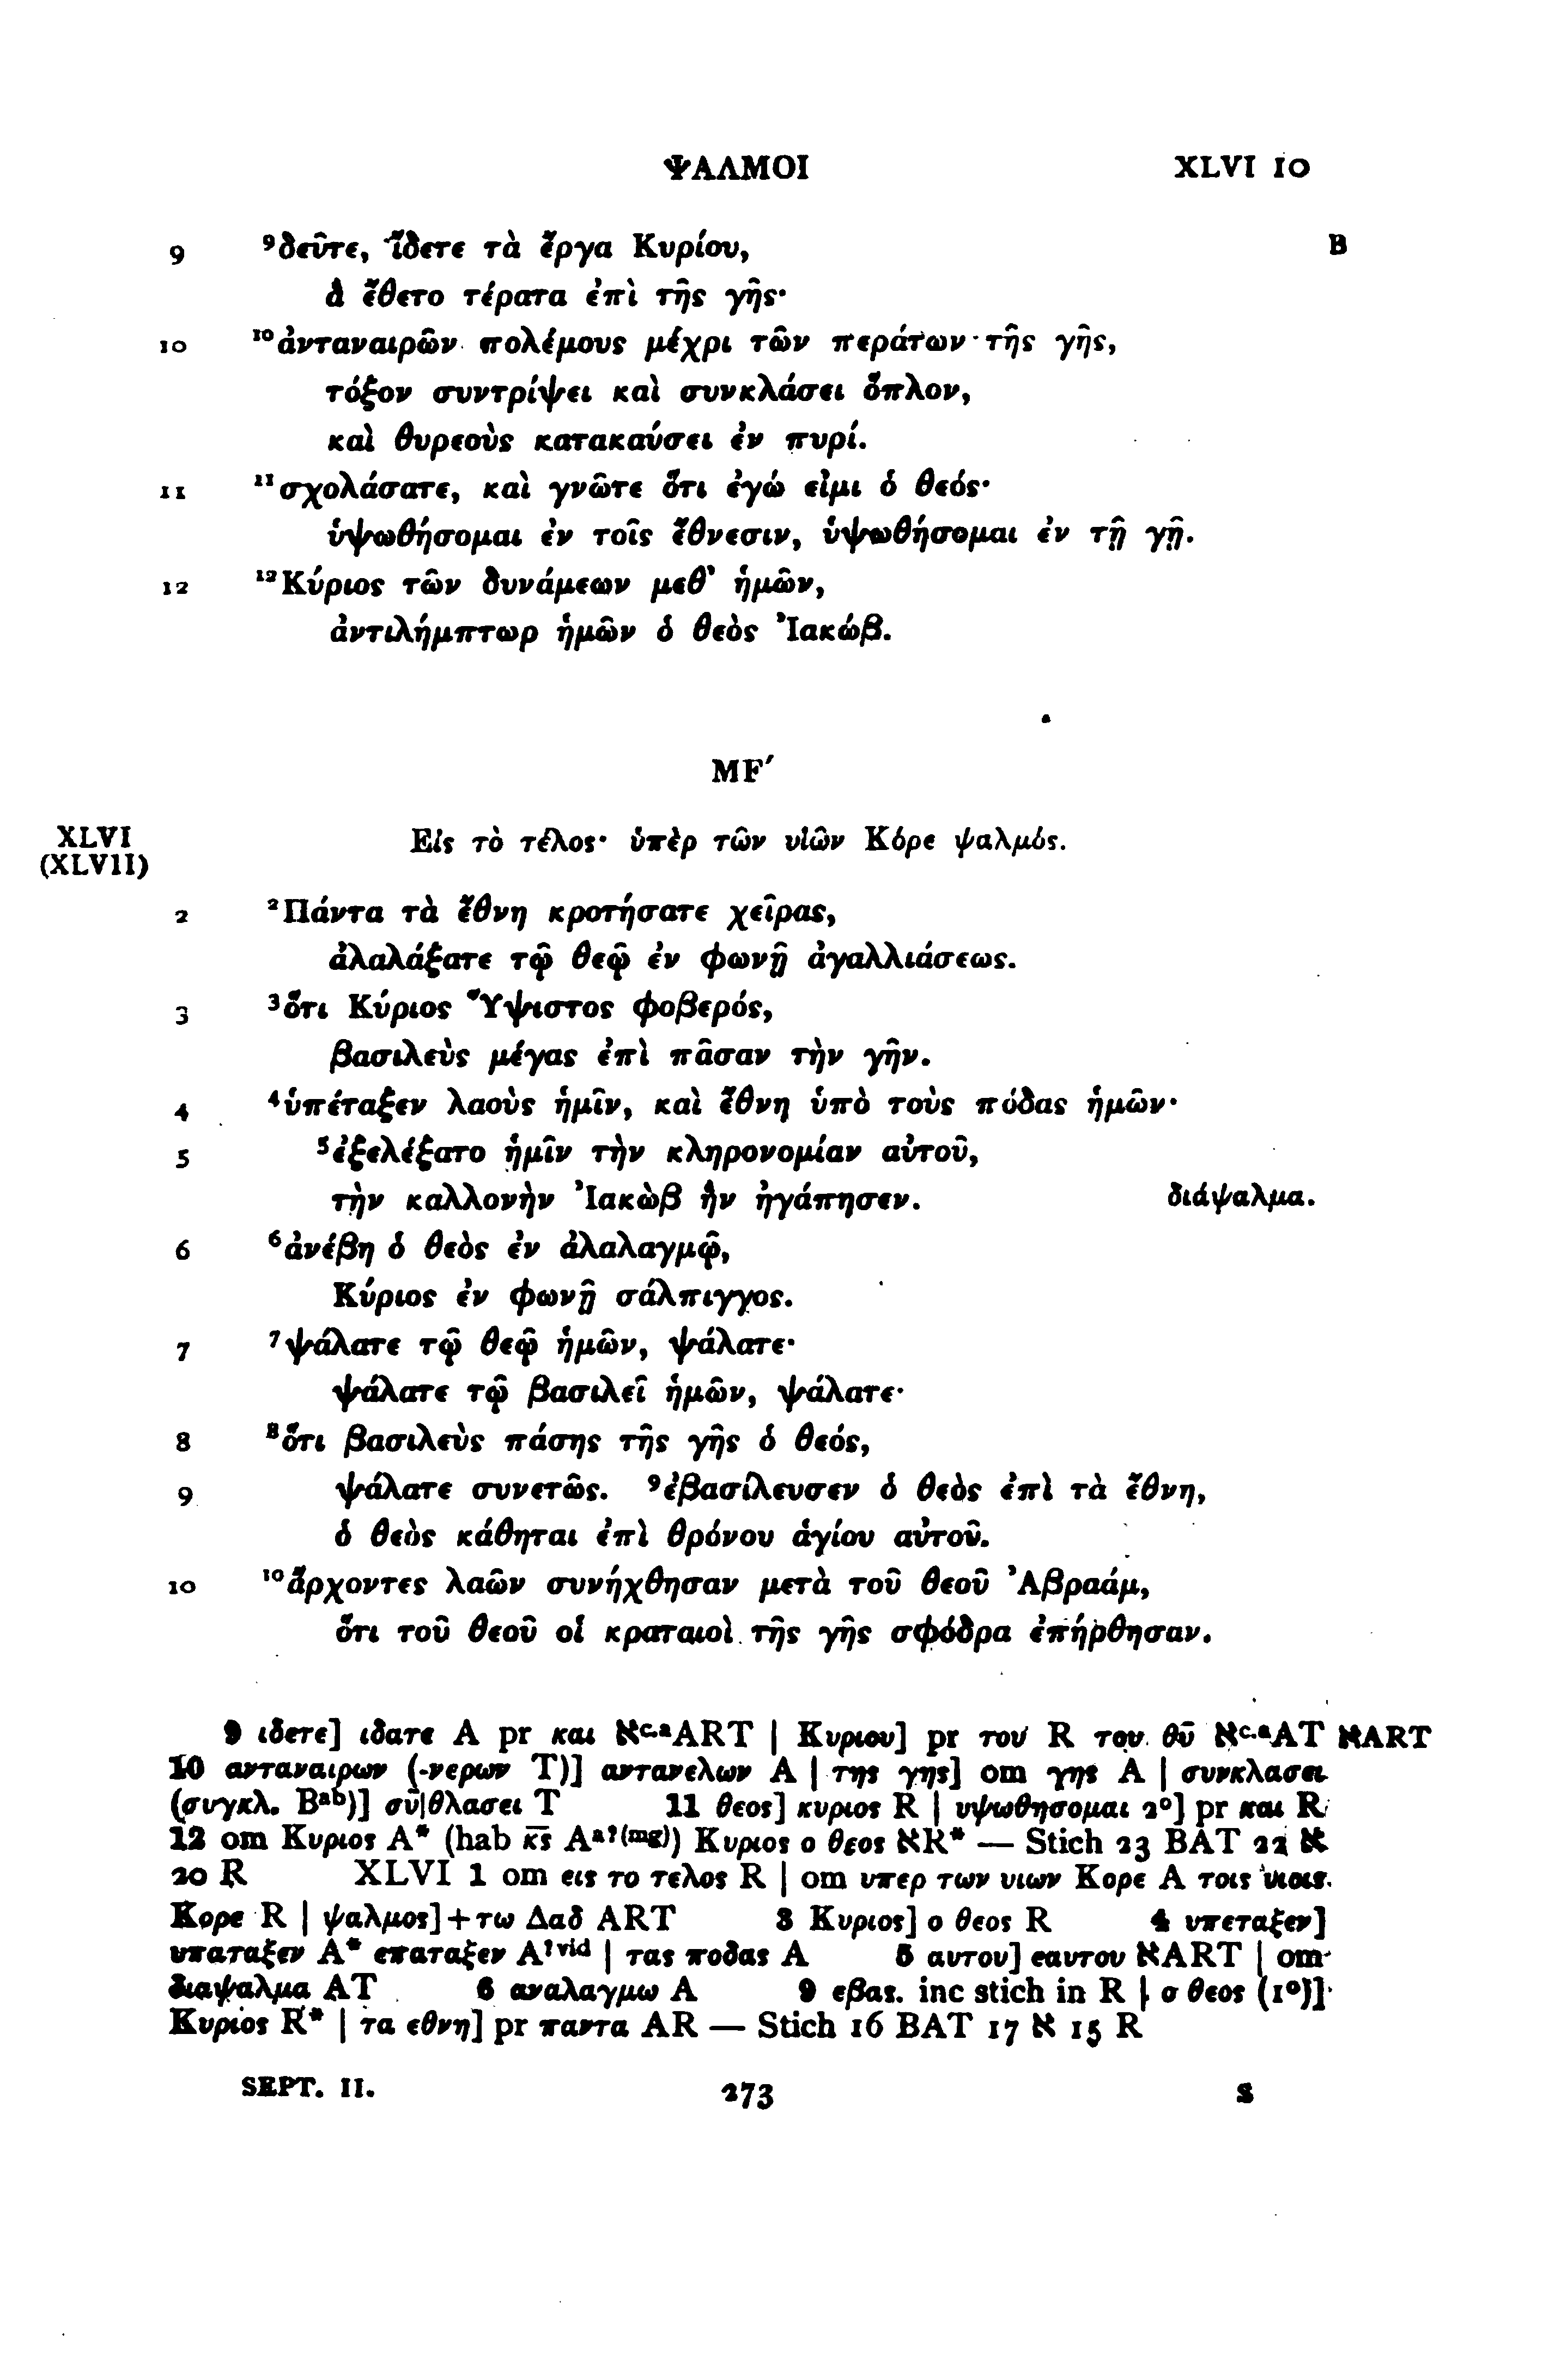 ΨΑΛΜΟΙ XLVI 10
9 ⁹δεῦτε, ἴδετε τὰ ἔργα Κυρίου, B
ἃ ἔθετο τέρατα ἐπὶ τῆς γῆς·
10 ¹⁰ἀνταναιρῶν πολέμους μέχρι τῶν περάτων τῆς γῆς,
τόξον συντρίψει καὶ συνκλάσει ὅπλον,
καὶ θυρεοὺς κατακαύσει ἐν πυρί.
11 ¹¹σχολάσατε, καὶ γνῶτε ὅτι ἐγώ εἰμι ὁ θεός·
ὑψωθήσομαι ἐν τοῖς ἔθνεσιν, ὑψωθήσομαι ἐν τῇ γῇ.
12 ¹²Κύριος τῶν δυνάμεων μεθ᾽ ἡμῶν,
ἀντιλήμπτωρ ἡμῶν ὁ θεὸς Ἰακώβ.
MF′
XLVI Εἰς τὸ τέλος· ὑπὲρ τῶν υἱῶν Κόρε ψαλμός.
(XLVII)
2 ²Πάντα τὰ ἔθνη κροτήσατε χεῖρας,
ἀλαλάξατε τῷ θεῷ ἐν φωνῇ ἀγαλλιάσεως.
3 ³ὅτι Κύριος Ὕψιστος φοβερός,
βασιλεὺς μέγας ἐπὶ πᾶσαν τὴν γῆν.
4 ⁴ὑπέταξεν λαοὺς ἡμῖν, καὶ ἔθνη ὑπὸ τοὺς πόδας ἡμῶν·
5 ⁵ἐξελέξατο ἡμῖν τὴν κληρονομίαν αὐτοῦ,
τὴν καλλονὴν Ἰακὼβ ἣν ἠγάπησεν. διάψαλμα.
6 ⁶ἀνέβη ὁ θεὸς ἐν ἀλαλαγμῷ,
Κύριος ἐν φωνῇ σάλπιγγος.
7 ⁷ψάλατε τῷ θεῷ ἡμῶν, ψάλατε·
ψάλατε τῷ βασιλεῖ ἡμῶν, ψάλατε·
8 ⁸ὅτι βασιλεὺς πάσης τῆς γῆς ὁ θεός,
9 ψάλατε συνετῶς. ⁹ἐβασίλευσεν ὁ θεὸς ἐπὶ τὰ ἔθνη,
ὁ θεὸς κάθηται ἐπὶ θρόνου ἁγίου αὐτοῦ.
10 ¹⁰ἄρχοντες λαῶν συνήχθησαν μετὰ τοῦ θεοῦ Ἀβραάμ,
ὅτι τοῦ θεοῦ οἱ κραταιοὶ τῆς γῆς σφόδρα ἐπήρθησαν.
9 ιδετε] ιδατε A pr και ℵᶜ·ᵃART | Κυριου] pr του R του θῡ ℵᶜ·ᵃAT ℵART
10 ανταναιρων (-νερων T)] αντανελων A | της γης] om γης A | συνκλασει
(συγκλ. Bᵃᵇ)] συ̅|θλασει T 11 θεος] κυριος R | υψωθησομαι 2°] pr και R
12 om Κυριος A* (hab κ̅ς̅ Aᵃ?⁽ᵐᵍ⁾) Κυριος ο θεος ℵR* — Stich 23 BAT 22 ℵ
20 R XLVI 1 om εις το τελος R | om υπερ των υιων Κορε A τοις υιοις
Κορε R | ψαλμος]+τω Δαδ ART 3 Κυριος] ο θεος R 4 υπεταξεν]
υπαταξεν A* επαταξεν A?ᵛⁱᵈ | τας ποδας A 5 αυτου] εαυτου ℵART | om
διαψαλμα AT 6 αναλαγμω A 9 εβασ. inc stich in R | ο θεος (1°)]
Κυριος R* | τα εθνη] pr παντα AR — Stich 16 BAT 17 ℵ 15 R
SEPT. II. 273 S